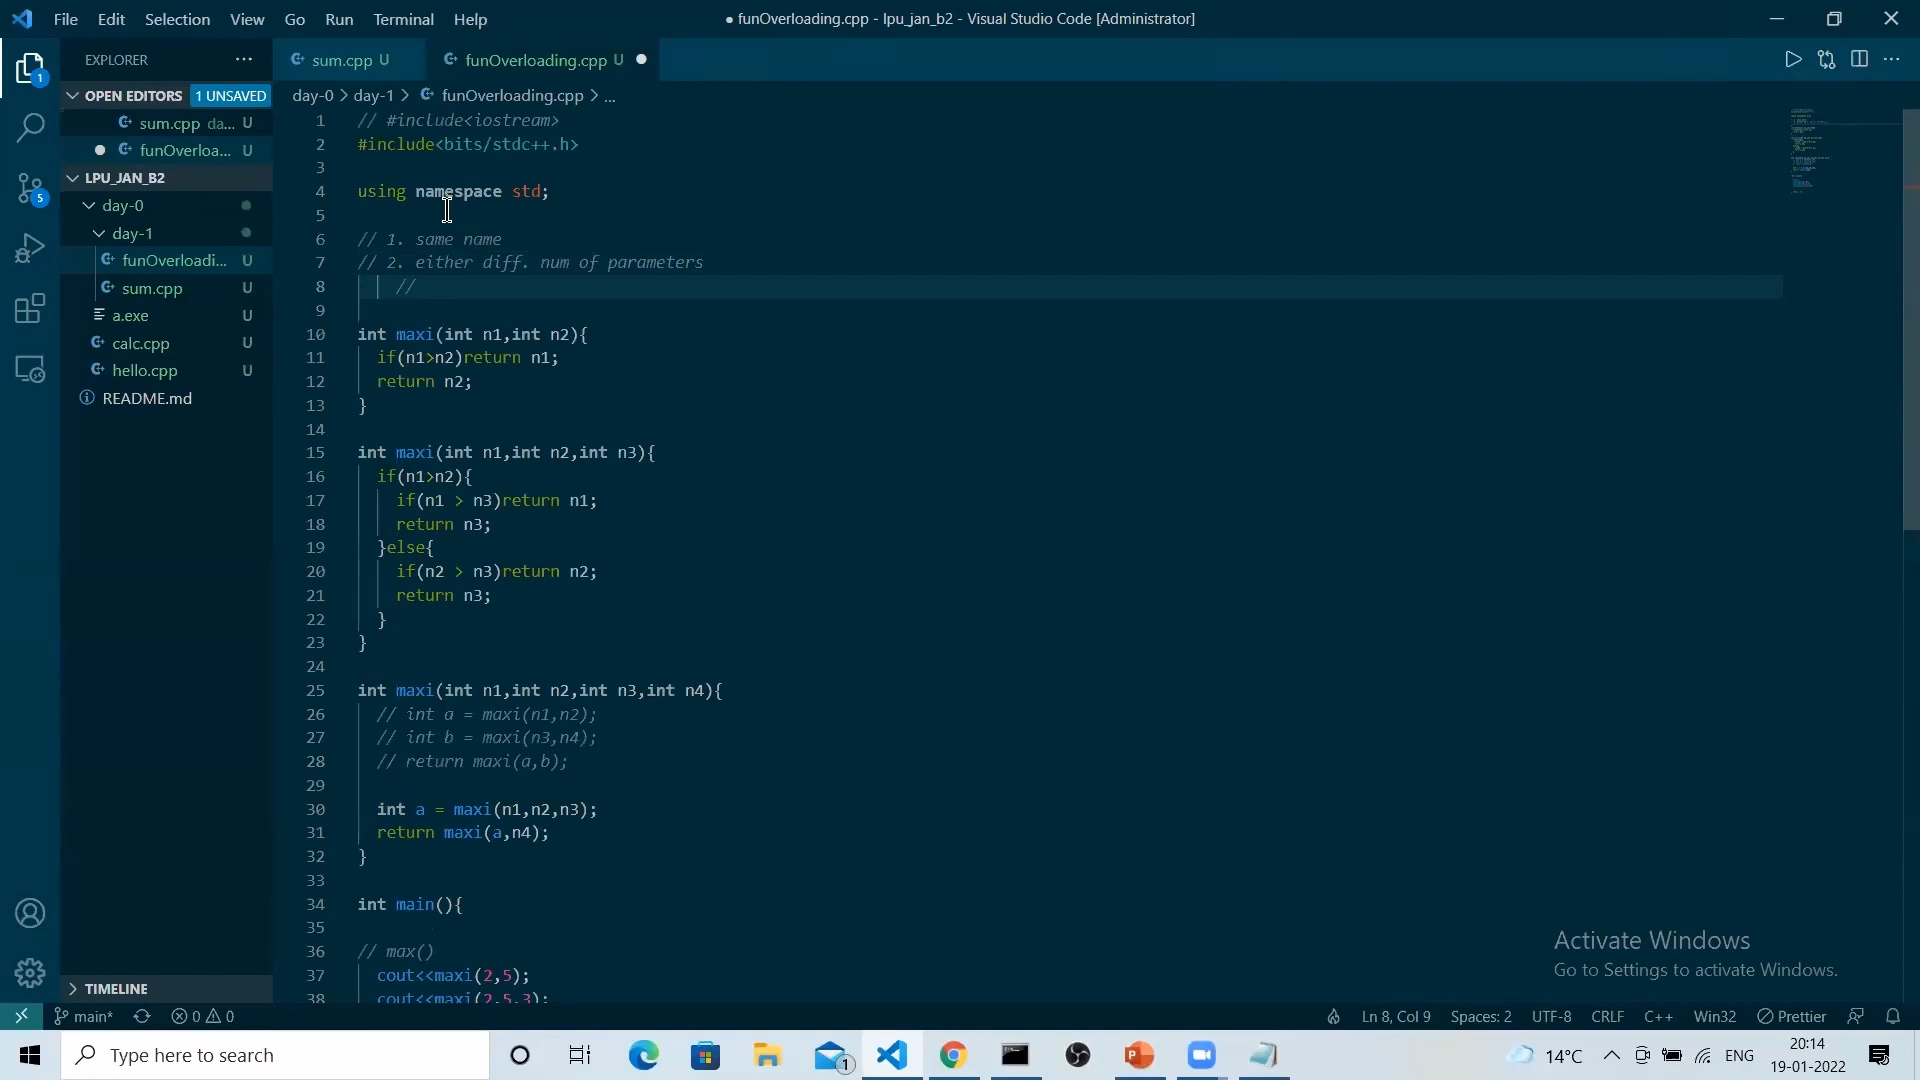 File Edit Selection View Go Run Terminal Help
● funOverloading.cpp - lpu_jan_b2 - Visual Studio Code [Administrator]
EXPLORER ···
sum.cpp U
funOverloading.cpp U ●
1
OPEN EDITORS 1 UNSAVED
day-0 > day-1 > funOverloading.cpp > ...
sum.cpp da... U
● funOverloa... U
LPU_JAN_B2
5
day-0
day-1
funOverloadi... U
sum.cpp U
a.exe U
calc.cpp U
hello.cpp U
README.md
TIMELINE
1 // #include<iostream>
2 #include<bits/stdc++.h>
3
4 using namespace std;
5
6 // 1. same name
7 // 2. either diff. num of parameters
8 //
9
10 int maxi(int n1,int n2){
11 if(n1>n2)return n1;
12 return n2;
13 }
14
15 int maxi(int n1,int n2,int n3){
16 if(n1>n2){
17 if(n1 > n3)return n1;
18 return n3;
19 }else{
20 if(n2 > n3)return n2;
21 return n3;
22 }
23 }
24
25 int maxi(int n1,int n2,int n3,int n4){
26 // int a = maxi(n1,n2);
27 // int b = maxi(n3,n4);
28 // return maxi(a,b);
29
30 int a = maxi(n1,n2,n3);
31 return maxi(a,n4);
32 }
33
34 int main(){
35
36 // max()
37 cout<<maxi(2,5);
38 cout<<maxi(2,5,3);
Activate Windows
Go to Settings to activate Windows.
main* 0 0
Ln 8, Col 9 Spaces: 2 UTF-8 CRLF C++ Win32 Prettier
Type here to search
1
14°C ENG
20:14
19-01-2022